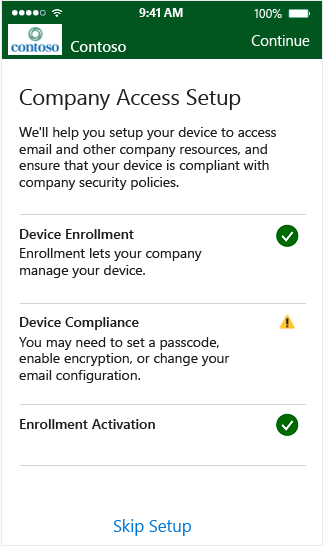 9:41 AM
100%
contoso
Contoso
Continue
Company Access Setup
We'll help you setup your device to access
email and other company resources, and
ensure that your device is compliant with
company security policies.
Device Enrollment
Enrollment lets your company
manage your device.
Device Compliance
You may need to set a passcode,
enable encryption, or change your
email configuration.
Enrollment Activation
Skip Setup